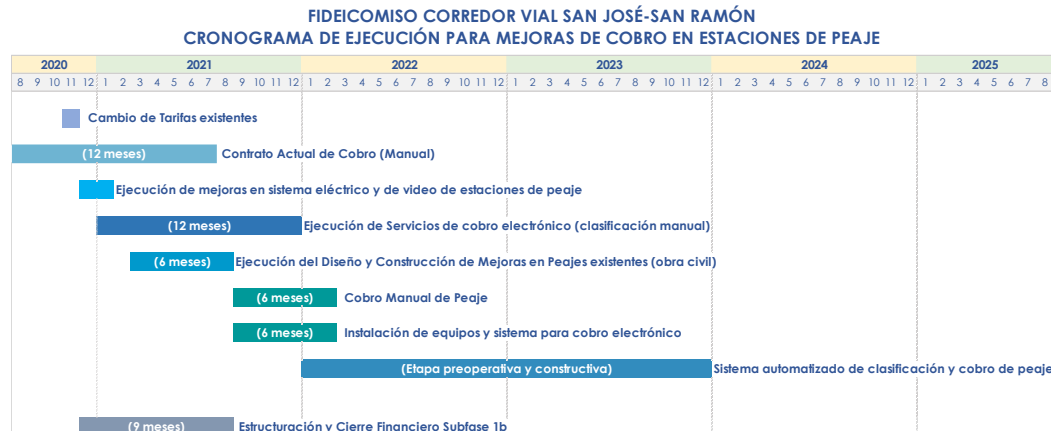 FIDEICOMISO CORREDOR VIAL SAN JOSÉ-SAN RAMÓN
CRONOGRAMA DE EJECUCIÓN PARA MEJORAS DE COBRO EN ESTACIONES DE PEAJE
2020 2021 2022 2023 2024 2025
8 9 10 11 12 1 2 3 4 5 6 7 8 9 10 11 12 1 2 3 4 5 6 7 8 9 10 11 12 1 2 3 4 5 6 7 8 9 10 11 12 1 2 3 4 5 6 7 8 9 10 11 12 1 2 3 4 5 6 7 8
Cambio de Tarifas existentes
(12 meses) Contrato Actual de Cobro (Manual)
Ejecución de mejoras en sistema eléctrico y de video de estaciones de peaje
(12 meses) Ejecución de Servicios de cobro electrónico (clasificación manual)
(6 meses) Ejecución del Diseño y Construcción de Mejoras en Peajes existentes (obra civil)
(6 meses) Cobro Manual de Peaje
(6 meses) Instalación de equipos y sistema para cobro electrónico
(Etapa preoperativa y constructiva) Sistema automatizado de clasificación y cobro de peaje
(9 meses) Estructuración y Cierre Financiero Subfase 1b